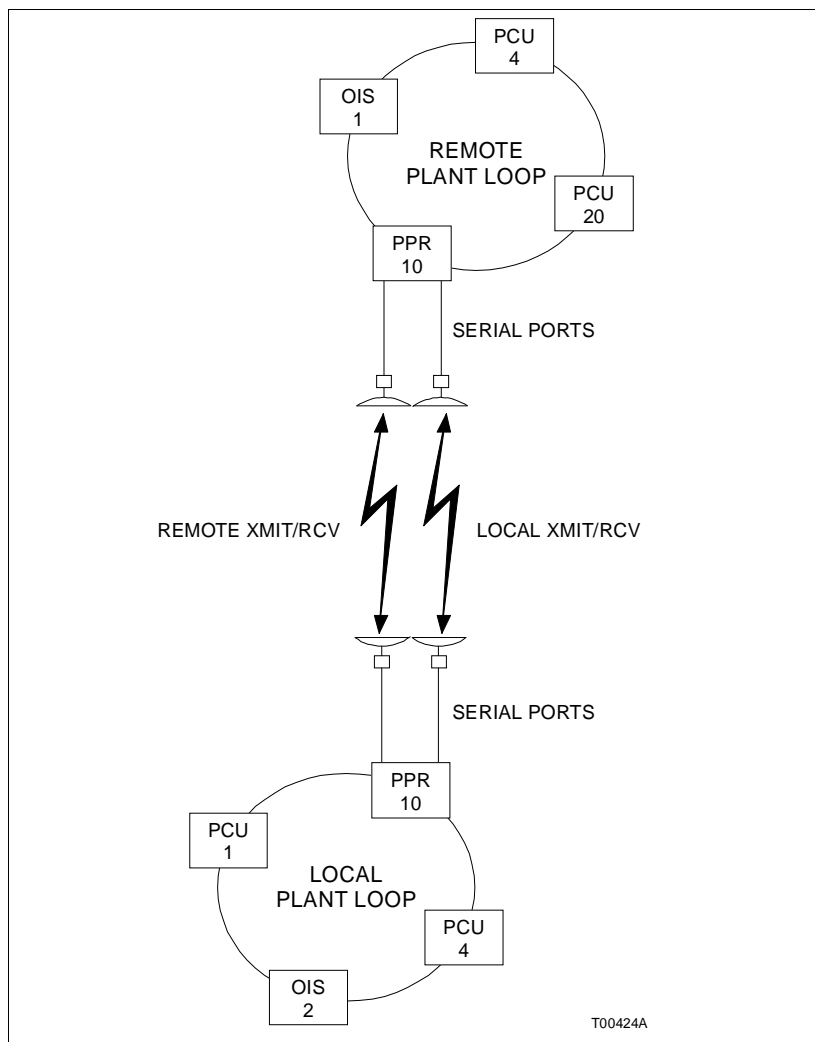 PCU
4
OIS
1
REMOTE
PLANT LOOP
PCU
20
PPR
10
SERIAL PORTS
REMOTE XMIT/RCV
LOCAL XMIT/RCV
SERIAL PORTS
PPR
10
PCU
1
LOCAL
PLANT LOOP
PCU
4
OIS
2
T00424A